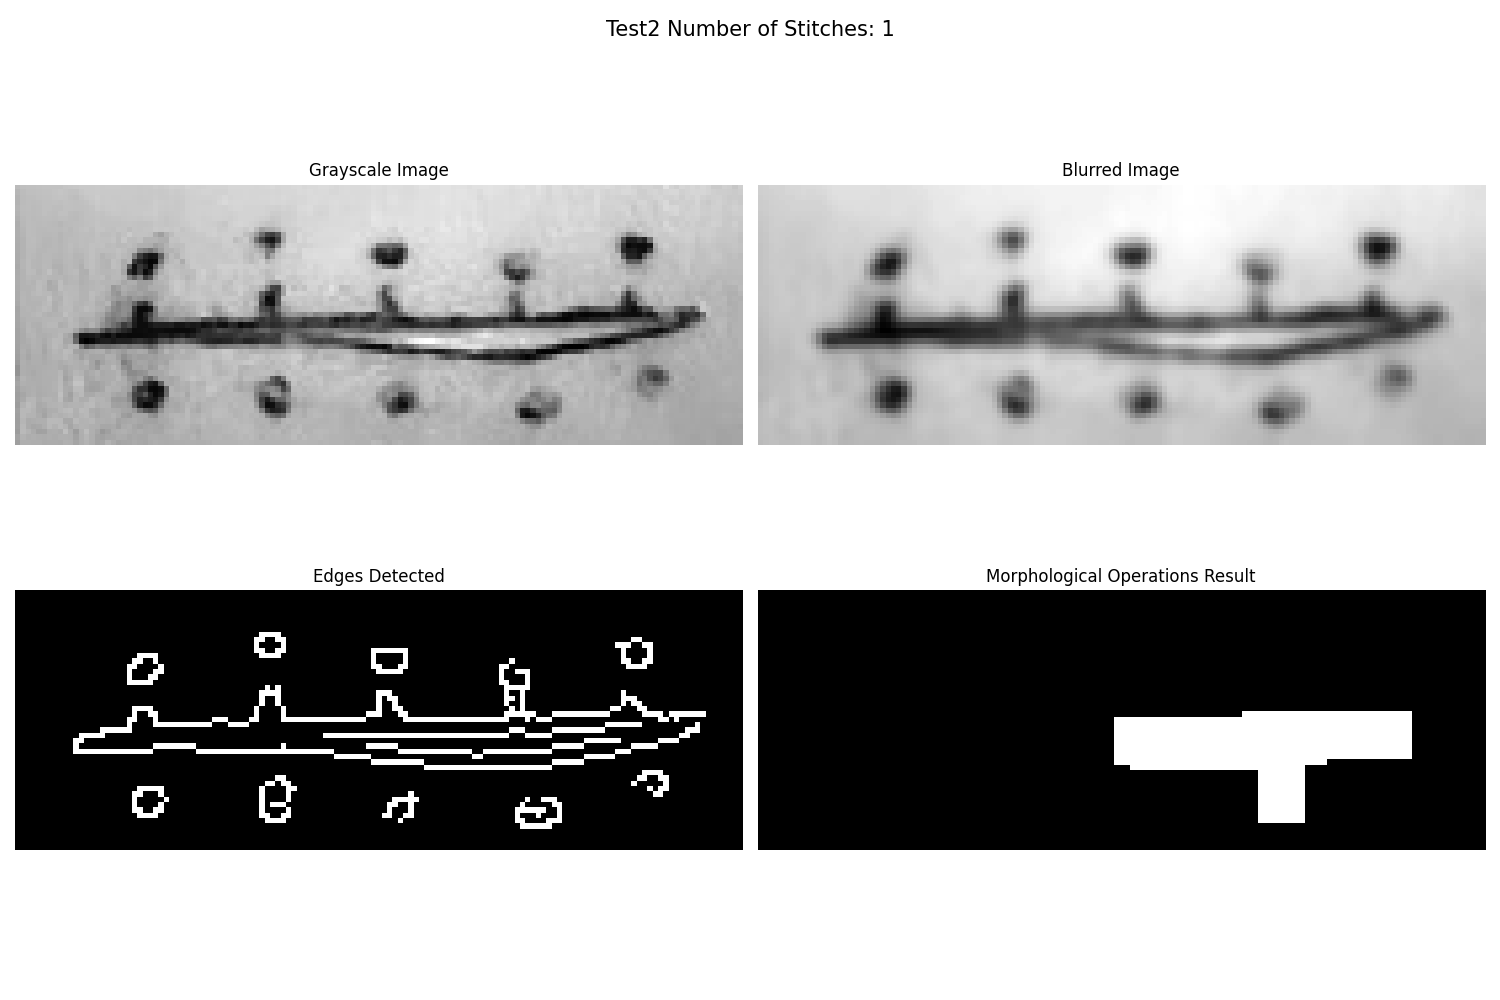 Test2 Number of Stitches: 1
Grayscale Image
Blurred Image
Edges Detected
Morphological Operations Result